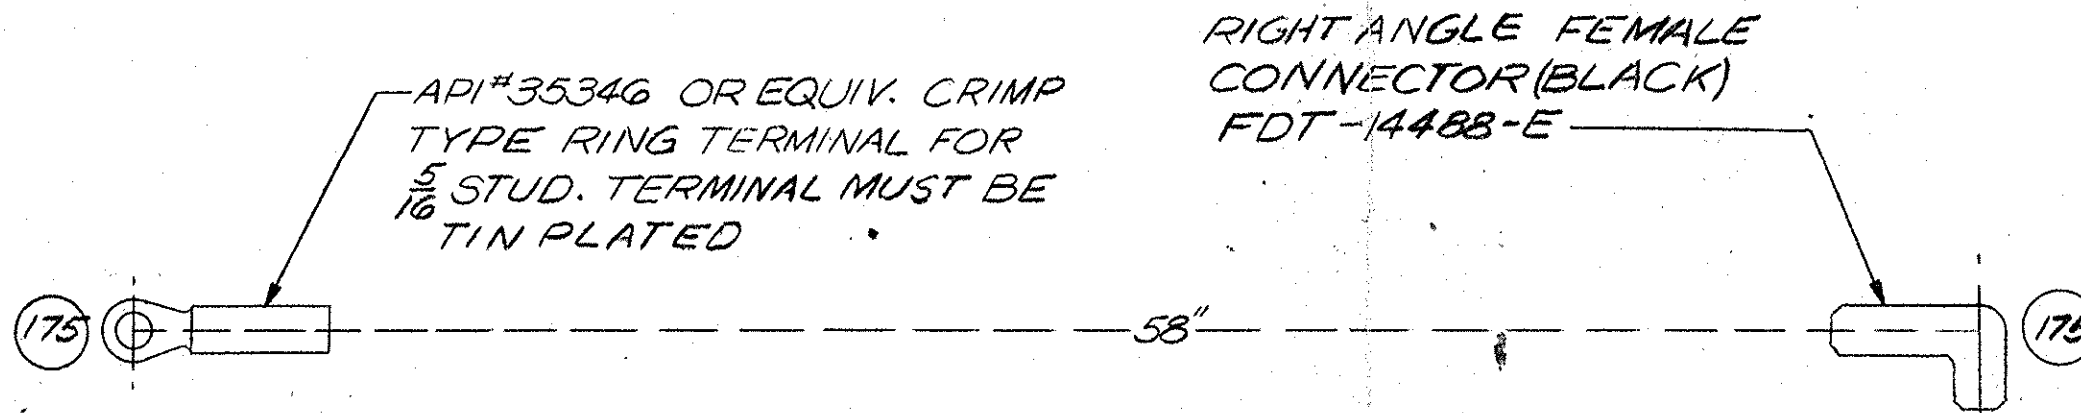 RIGHT ANGLE FEMALE
CONNECTOR (BLACK)
FDT-14488-E
API#35346 OR EQUIV. CRIMP
TYPE RING TERMINAL FOR
5/16 STUD. TERMINAL MUST BE
TIN PLATED
175
58"
175